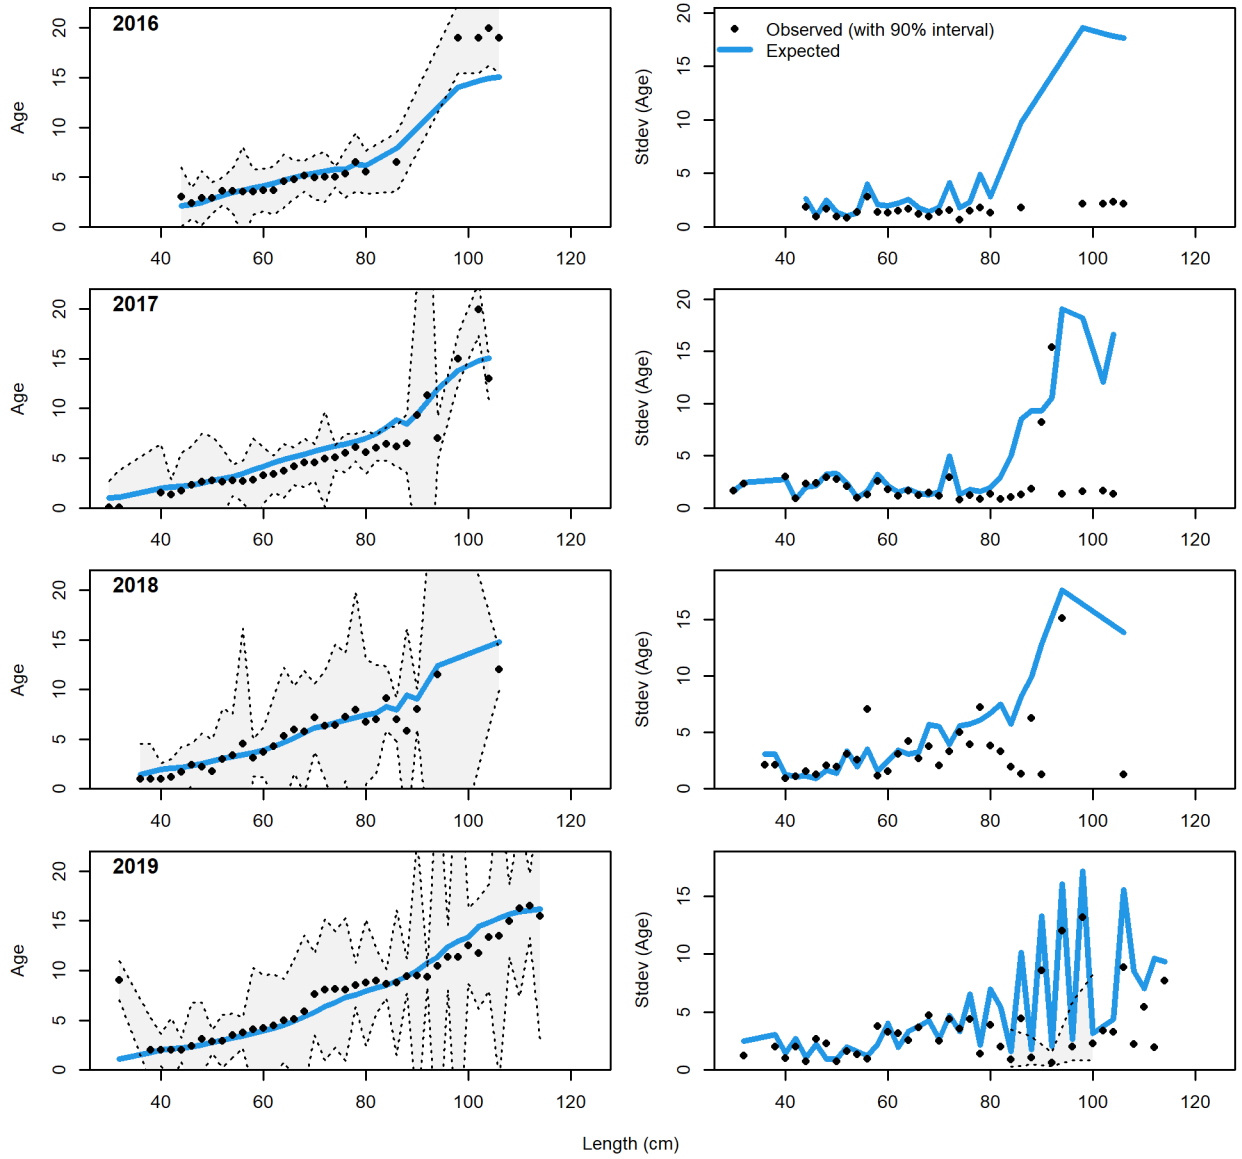 2016
Age
0 5 10 15 20
40 60 80 100 120
Observed (with 90% interval)
Expected
Stdev (Age)
0 5 10 15 20
40 60 80 100 120
2017
Age
0 5 10 15 20
40 60 80 100 120
Stdev (Age)
0 5 10 15 20
40 60 80 100 120
2018
Age
0 5 10 15 20
40 60 80 100 120
Stdev (Age)
0 5 10 15
40 60 80 100 120
2019
Age
0 5 10 15 20
40 60 80 100 120
Stdev (Age)
0 5 10 15
40 60 80 100 120
Length (cm)